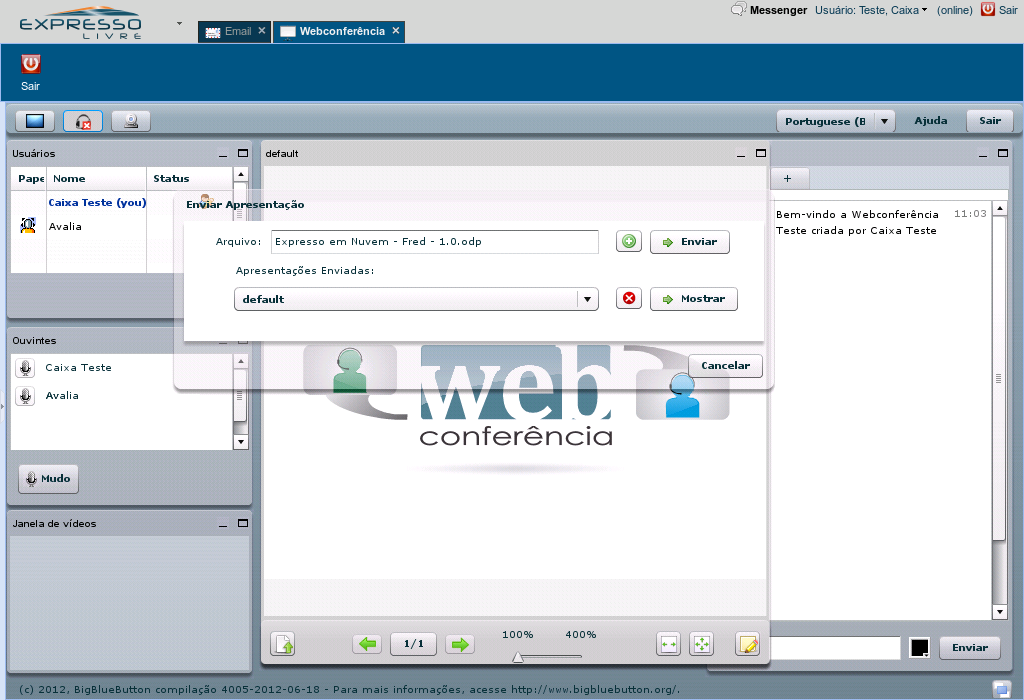 EXPRESSO
LIVRE
Email
Webconferência
Messenger
Usuário: Teste, Caixa
(online)
Sair
Sair
Portuguese (B
Ajuda
Sair
Usuários
Pape
Nome
Status
Caixa Teste (you)
Avalia
default
+
Bem-vindo a Webconferência
Teste criada por Caixa Teste
11:03
Enviar Apresentação
Arquivo:
Expresso em Nuvem - Fred - 1.0.odp
Enviar
Apresentações Enviadas:
default
Mostrar
Cancelar
Ouvintes
Caixa Teste
Avalia
Mudo
web
conferência
Janela de vídeos
1/1
100%
400%
Enviar
(c) 2012, BigBlueButton compilação 4005-2012-06-18 - Para mais informações, acesse http://www.bigbluebutton.org/.